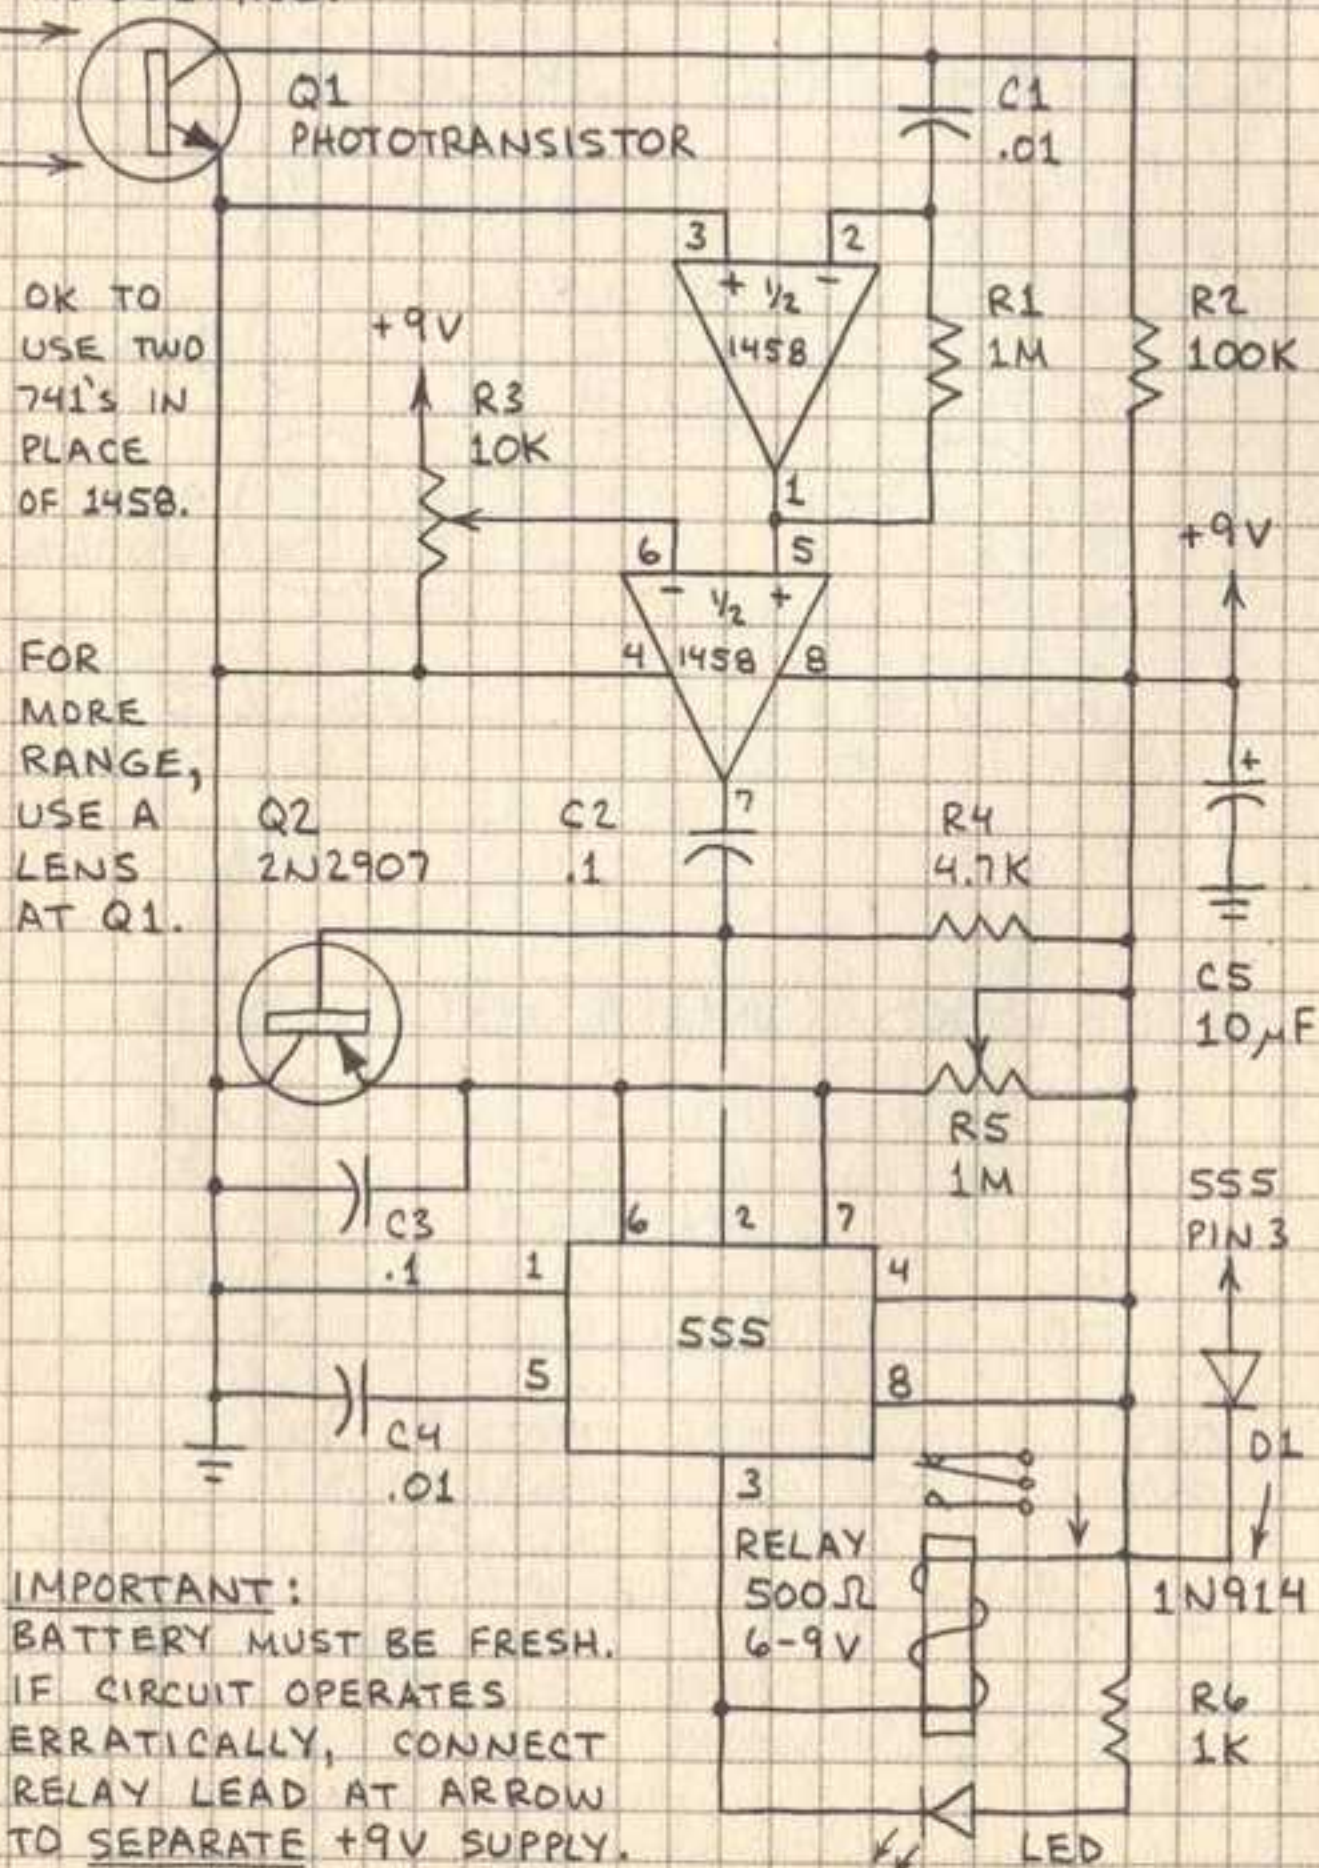 Q1
PHOTOTRANSISTOR
C1
.01
3
2
+
1/2
-
1458
OK TO
USE TWO
741's IN
PLACE
OF 1458.
+9V
R3
10K
R1
1M
R2
100K
1
6
5
-
1/2
+
4
1458
8
+9V
+
FOR
MORE
RANGE,
USE A
LENS
AT Q1.
Q2
2N2907
C2
.1
7
R4
4.7K
C5
10µF
R5
1M
C3
.1
6
2
7
1
4
555
5
8
C4
.01
3
555
PIN 3
D1
1N914
RELAY
500Ω
6-9V
R6
1K
LED
IMPORTANT:
BATTERY MUST BE FRESH.
IF CIRCUIT OPERATES
ERRATICALLY, CONNECT
RELAY LEAD AT ARROW
TO SEPARATE +9V SUPPLY.